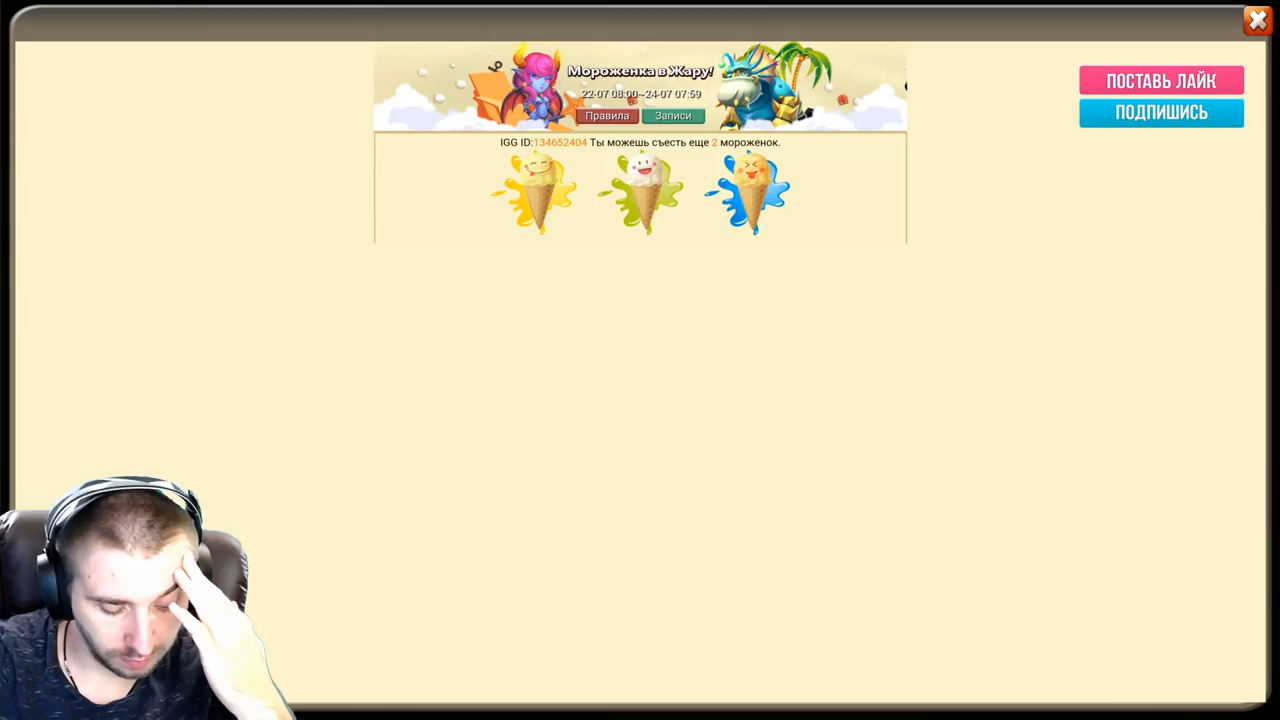 Мороженка в Жару!
22-07 08:00~24-07 07:59
Правила Записи
IGG ID:134652404 Ты можешь съесть еще 2 мороженок.
ПОСТАВЬ ЛАЙК
ПОДПИШИСЬ